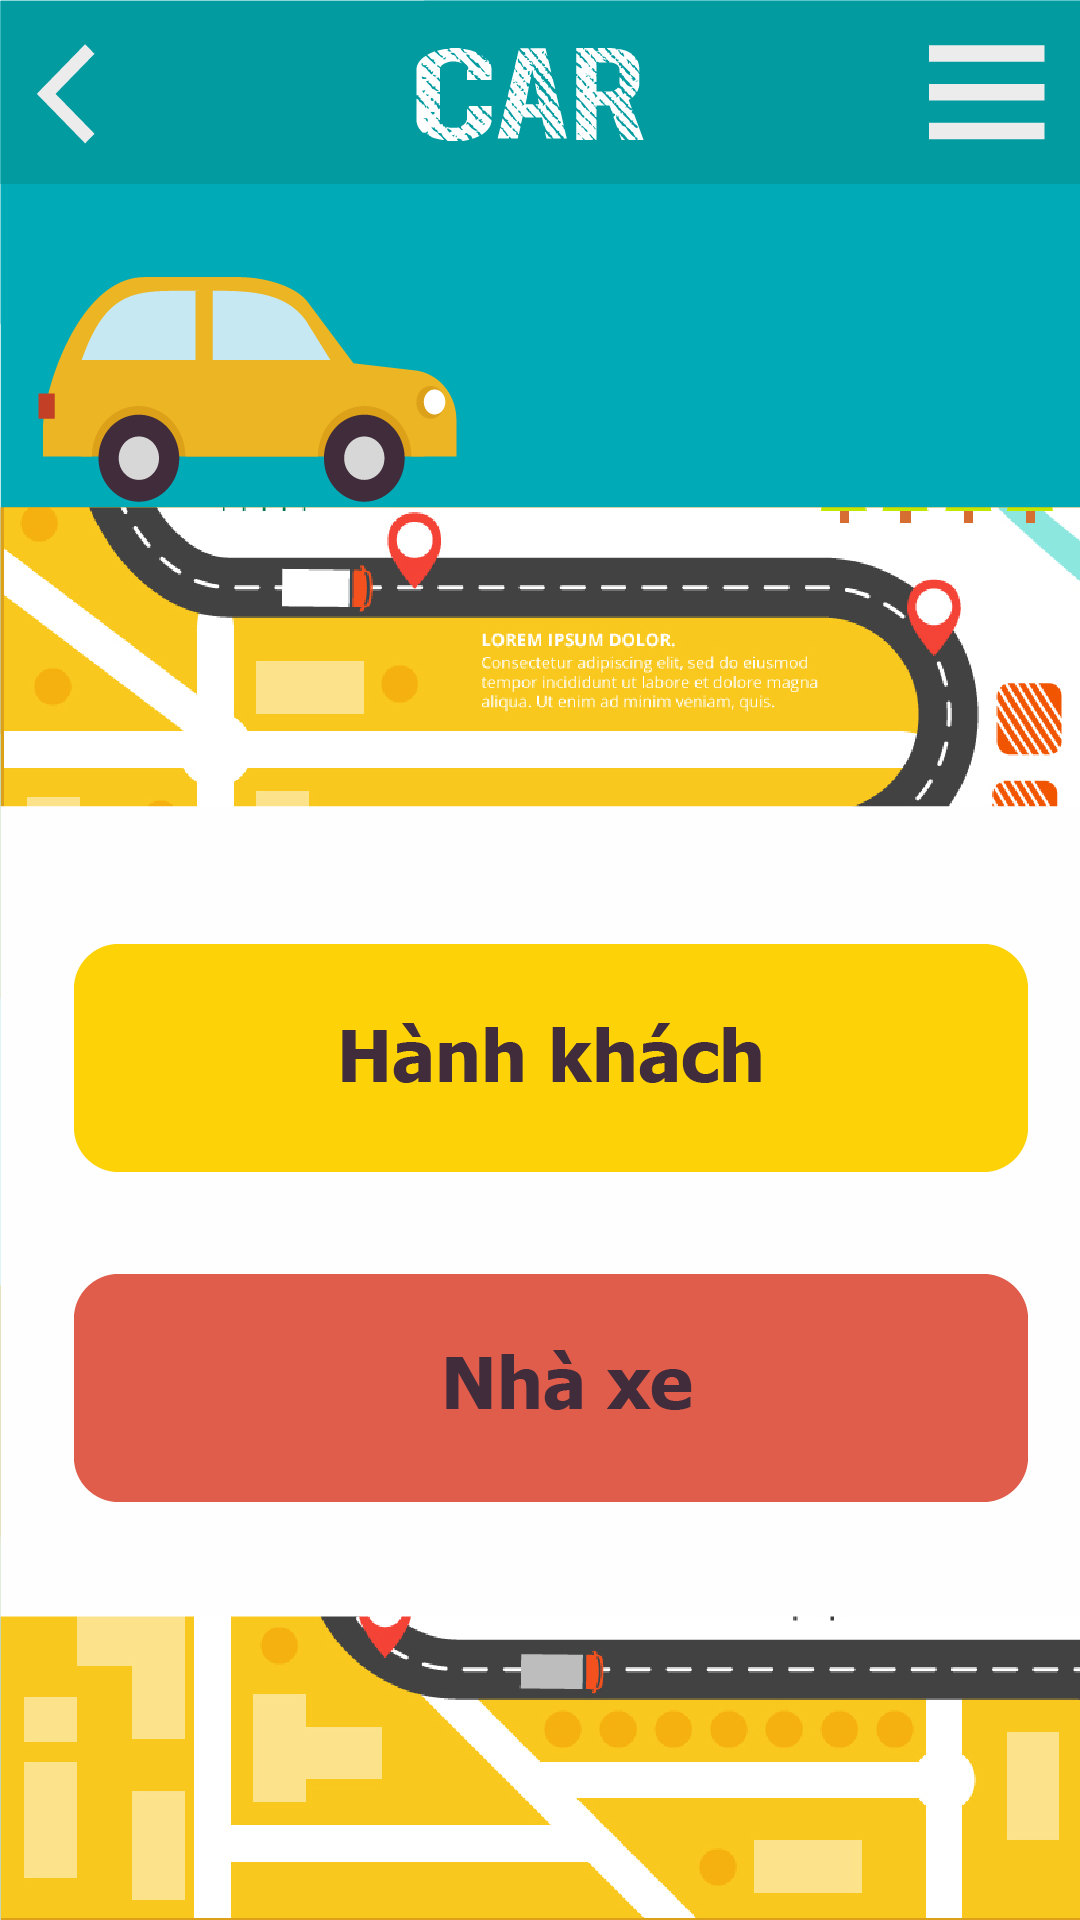 CAR
LOREM IPSUM DOLOR.
Consectetur adipiscing elit, sed do eiusmod
tempor incididunt ut labore et dolore magna
aliqua. Ut enim ad minim veniam, quis.
Hành khách
Nhà xe